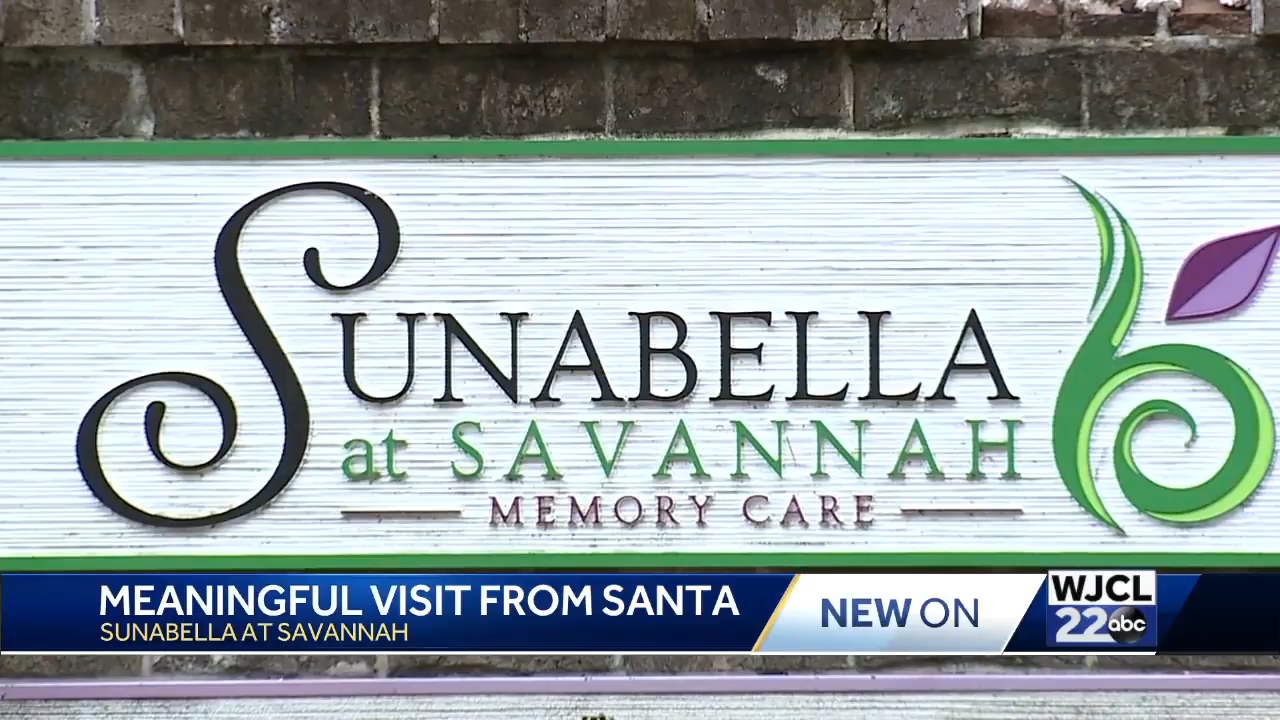 SUNABELLA
at SAVANNAH
MEMORY CARE
MEANINGFUL VISIT FROM SANTA
SUNABELLA AT SAVANNAH
NEW ON
WJCL
22 abc